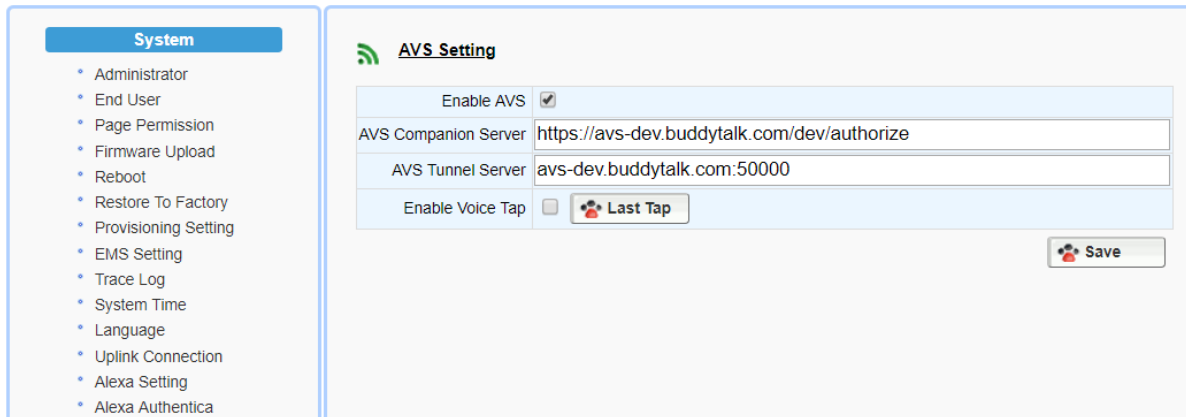 System
Administrator
End User
Page Permission
Firmware Upload
Reboot
Restore To Factory
Provisioning Setting
EMS Setting
Trace Log
System Time
Language
Uplink Connection
Alexa Setting
Alexa Authentica
AVS Setting
Enable AVS
AVS Companion Server https://avs-dev.buddytalk.com/dev/authorize
AVS Tunnel Server avs-dev.buddytalk.com:50000
Enable Voice Tap Last Tap
Save